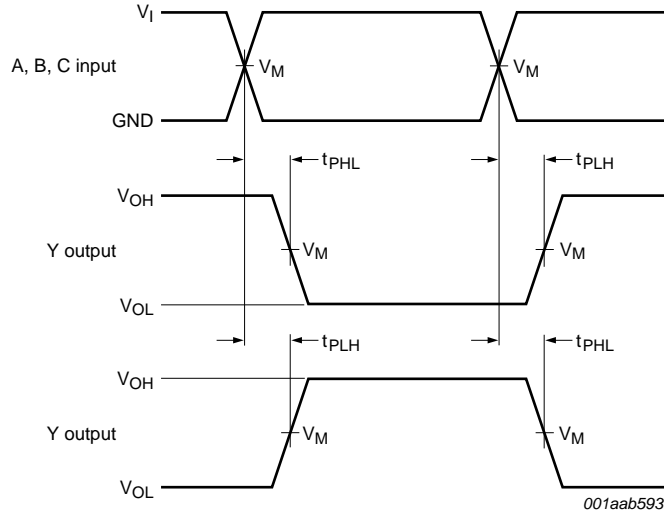 VI
A, B, C input
VM
VM
GND
tPHL
tPLH
VOH
Y output
VM
VM
VOL
tPLH
tPHL
VOH
Y output
VM
VM
VOL
001aab593